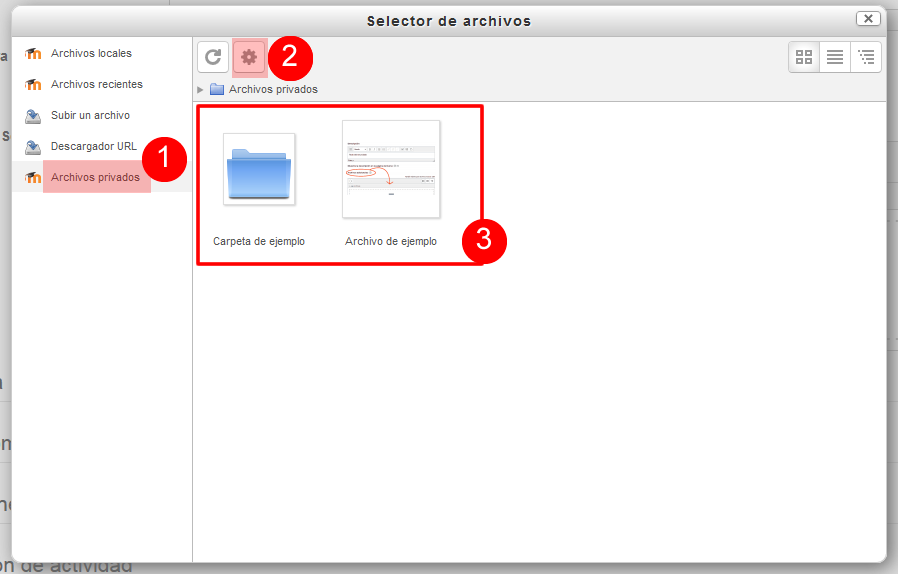 Selector de archivos
Archivos locales
Archivos recientes
Subir un archivo
Descargador URL
Archivos privados
1
2
Archivos privados
Carpeta de ejemplo
Archivo de ejemplo
3
ón de actividad